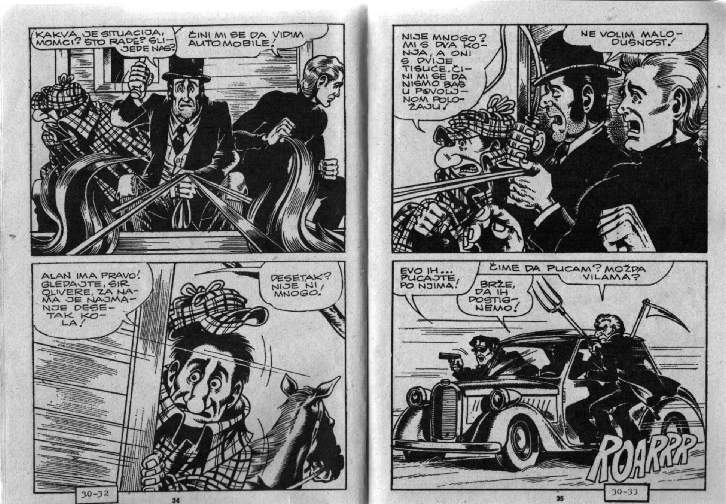 KAKVA JE SITUACIJA,
MOMCI? ŠTO RADE? SLI-
JEDE NAS?
ČINI MI SE DA VIDIM
AUTOMOBILE!
ALAN IMA PRAVO!
GLEDAJTE, SIR
OLIVERE, ZA NA-
MA JE NAJMA-
NJE DESE-
TAK KO-
LA!
DESETAK?
NIJE NI
MNOGO.
30-32
34
NIJE MNOGO?
MI S DVA KO-
NJA, A ONI
S DVIJE
TISUĆE. ČI-
NI MI SE DA
NISMO BAŠ
U POVOLJ-
NOM POLO-
ŽAJU!
NE VOLIM MALO-
DUŠNOST!
EVO IH...
PUCAJTE
PO NJIMA!
BRŽE,
DA IH
POSTIG-
NEMO!
ČIME DA PUCAM? MOŽDA
VILAMA?
ROARRR
35
30-33